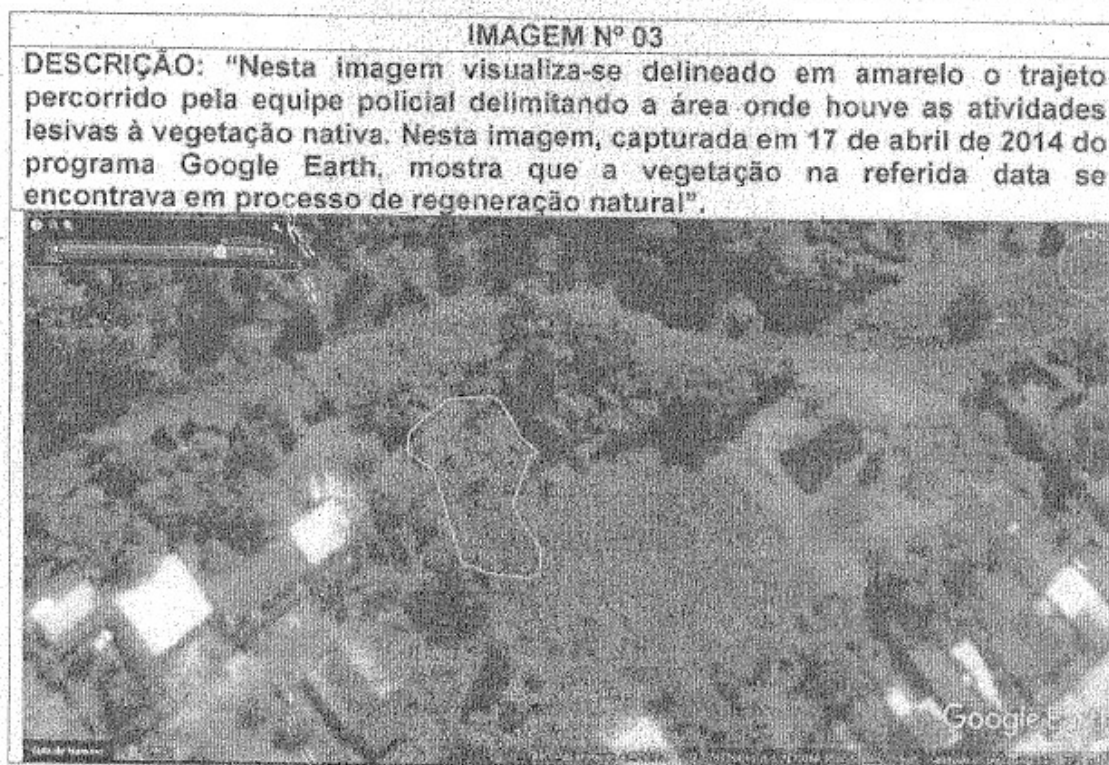 IMAGEM Nº 03
DESCRIÇÃO: “Nesta imagem visualiza-se delineado em amarelo o trajeto
percorrido pela equipe policial delimitando a área onde houve as atividades
lesivas à vegetação nativa. Nesta imagem, capturada em 17 de abril de 2014 do
programa Google Earth, mostra que a vegetação na referida data se
encontrava em processo de regeneração natural”.
Google